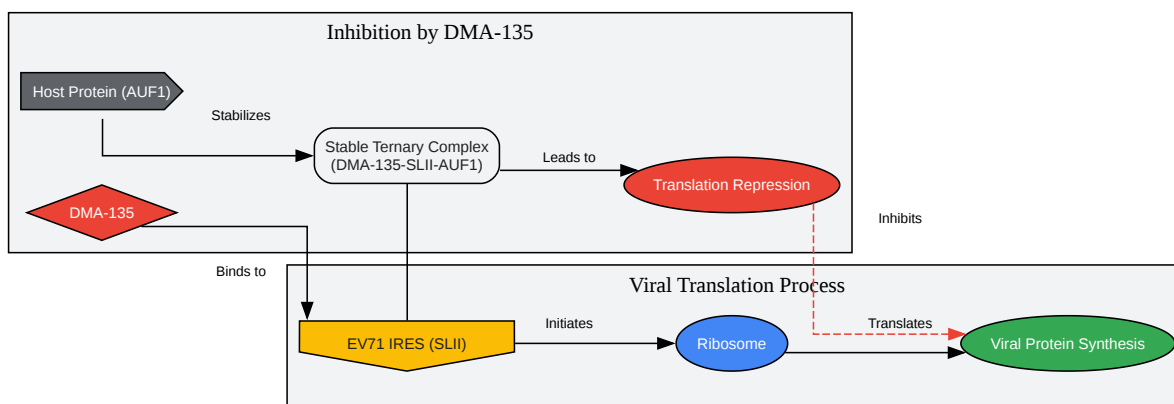 Inhibition by DMA-135
Host Protein (AUF1)
Stabilizes
Stable Ternary Complex
(DMA-135-SLII-AUF1)
Leads to
Translation Repression
DMA-135
Inhibits
Binds to
Viral Translation Process
EV71 IRES (SLII)
Initiates
Ribosome
Translates
Viral Protein Synthesis